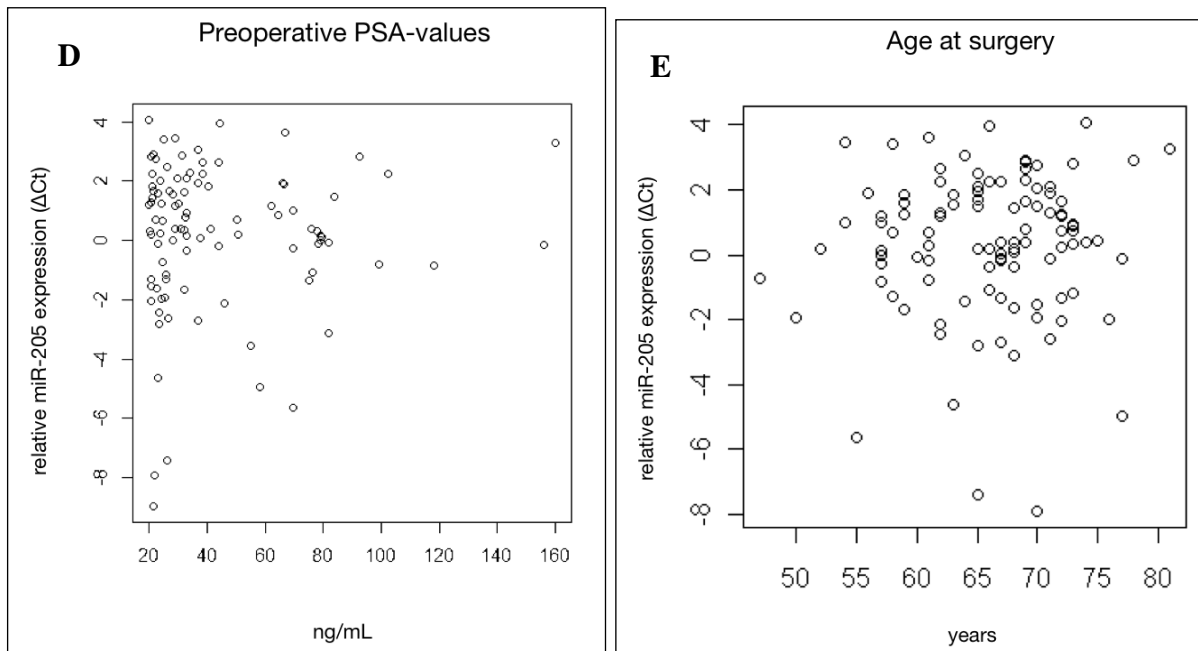 D
Preoperative PSA-values
relative miR-205 expression (ΔCt)
4
2
0
-2
-4
-6
-8
20 40 60 80 100 120 140 160
ng/mL
E
Age at surgery
relative miR-205 expression (ΔCt)
4
2
0
-2
-4
-6
-8
50 55 60 65 70 75 80
years